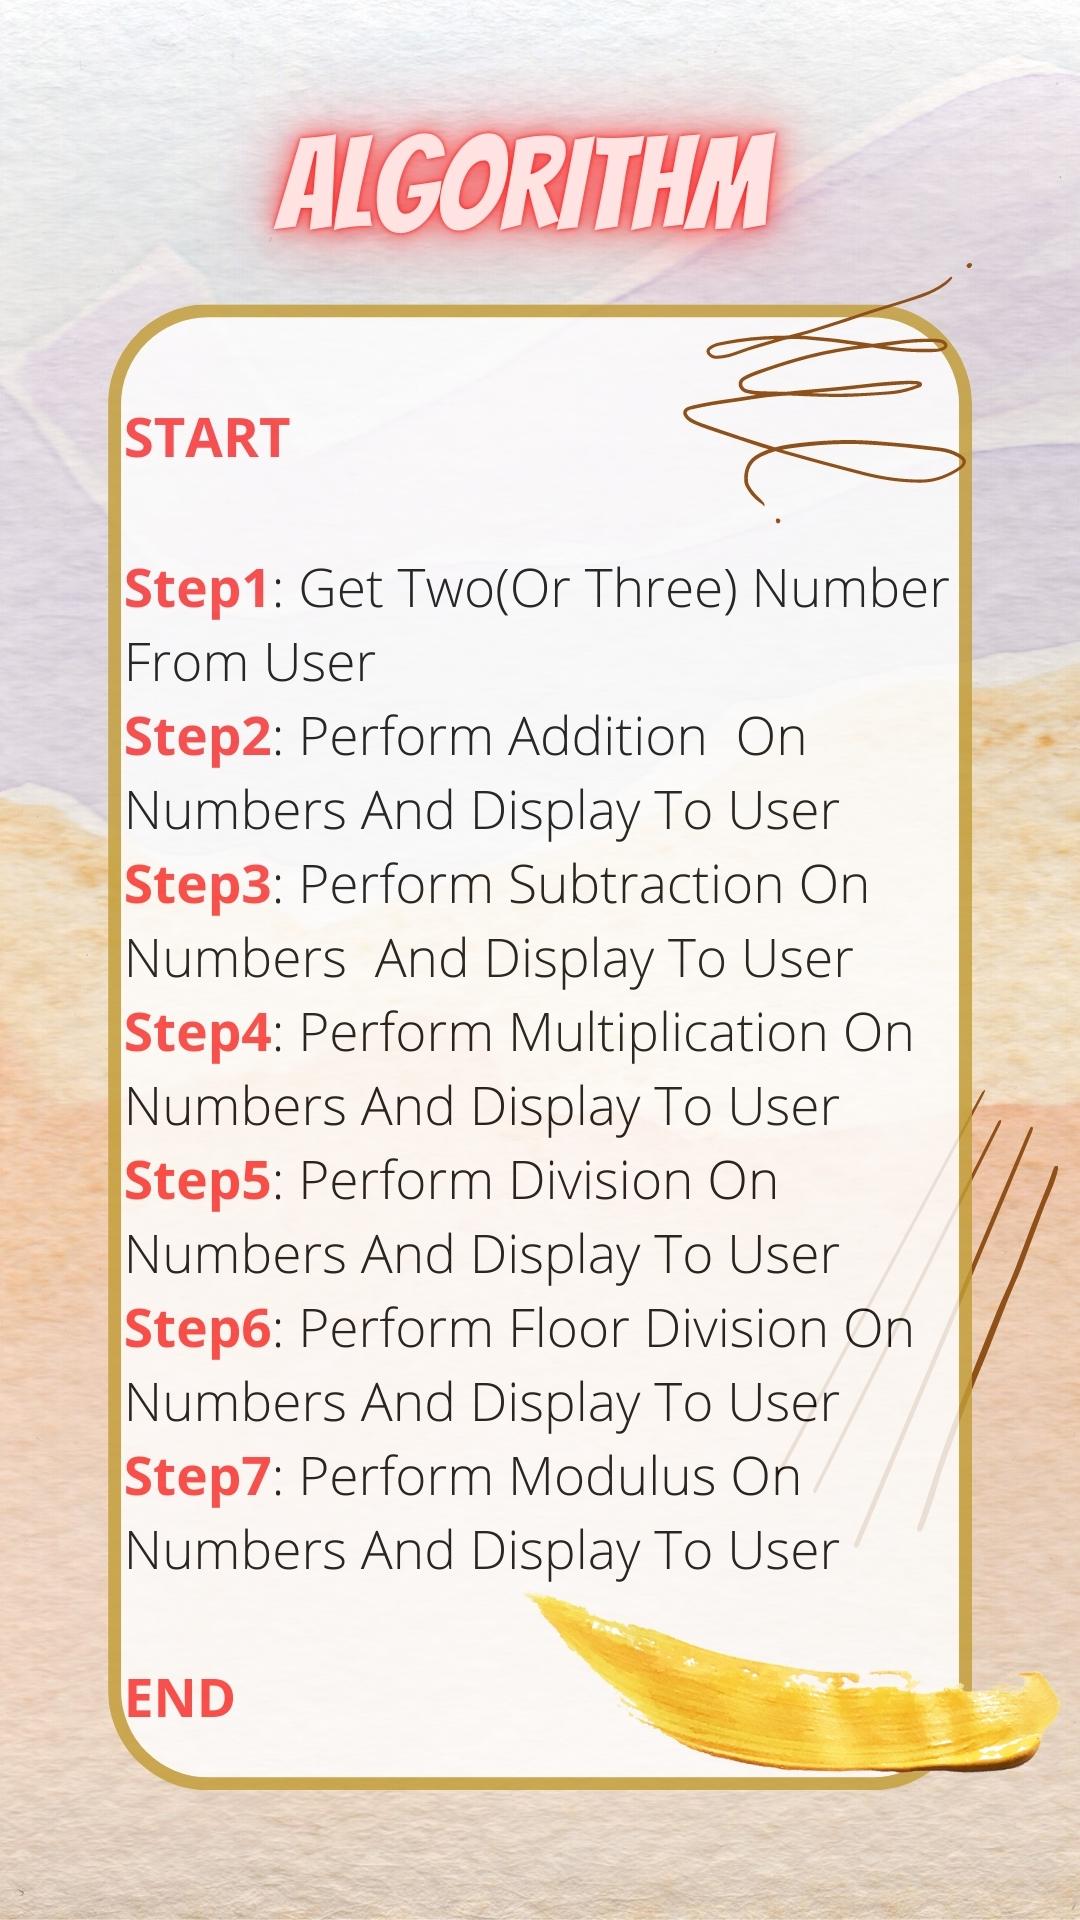 ALGORITHM
START
Step1: Get Two(Or Three) Number
From User
Step2: Perform Addition  On
Numbers And Display To User
Step3: Perform Subtraction On
Numbers  And Display To User
Step4: Perform Multiplication On
Numbers And Display To User
Step5: Perform Division On
Numbers And Display To User
Step6: Perform Floor Division On
Numbers And Display To User
Step7: Perform Modulus On
Numbers And Display To User
END